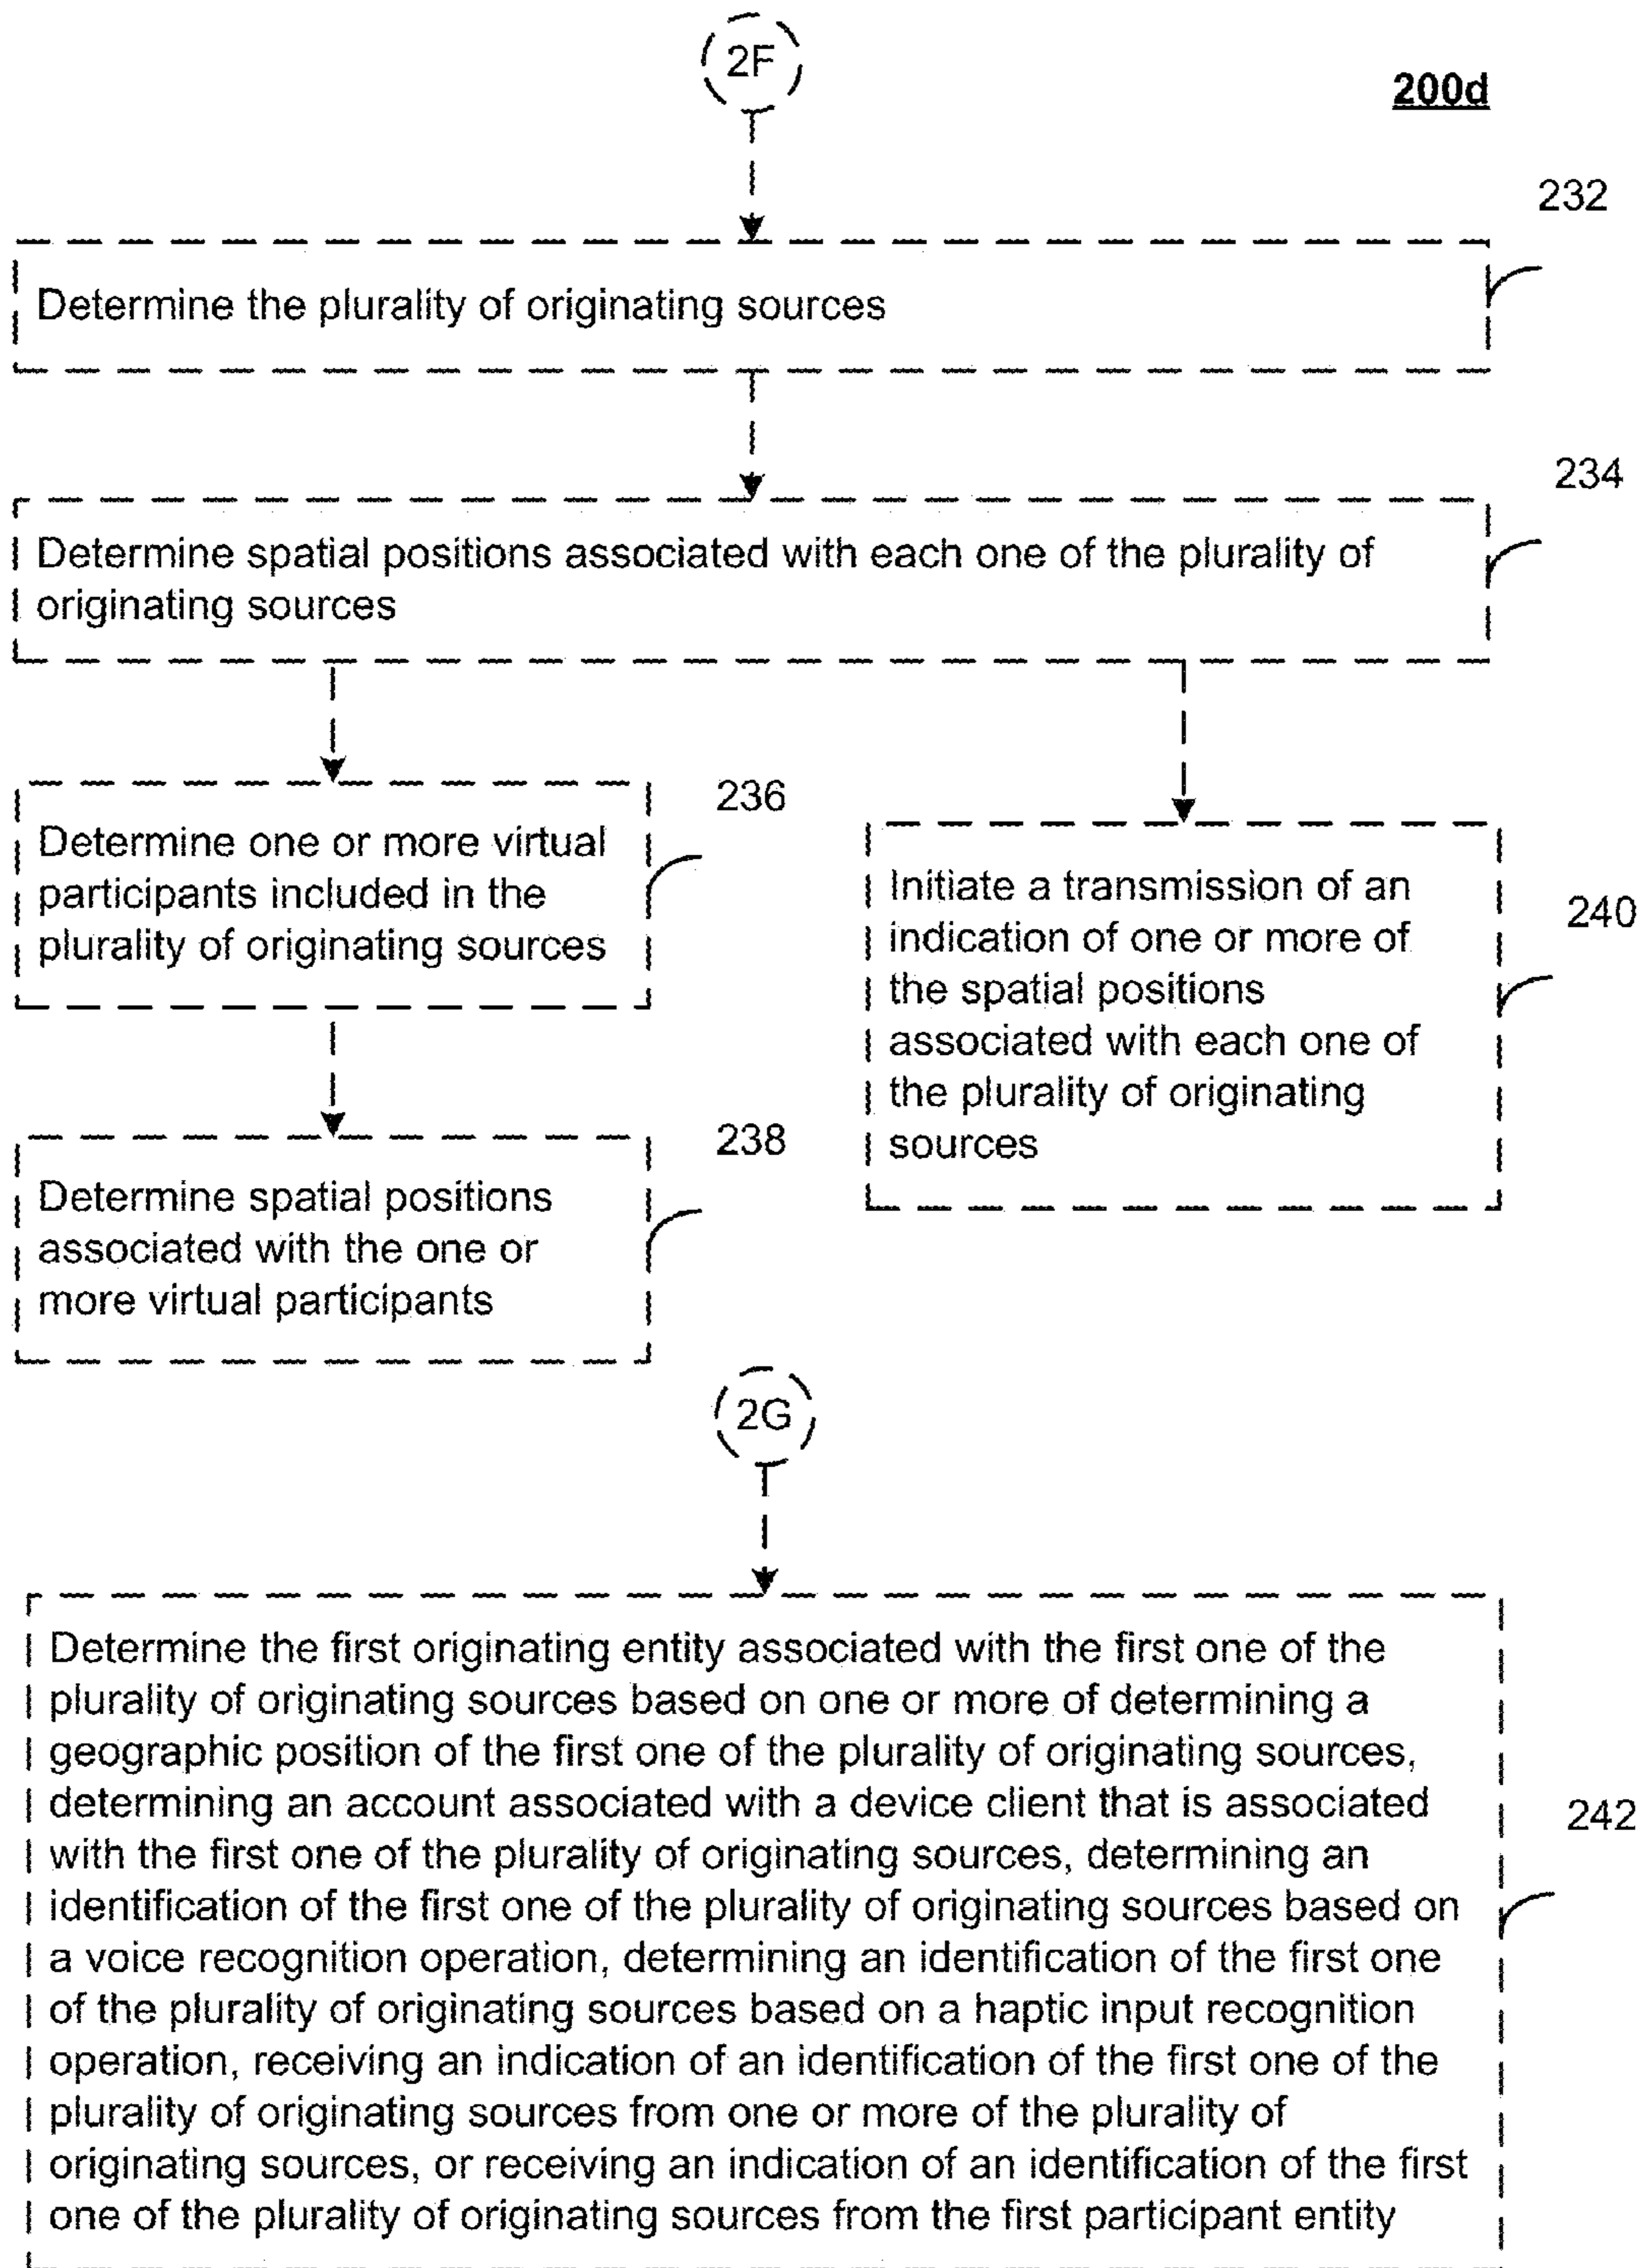 2F
200d
232
Determine the plurality of originating sources
234
Determine spatial positions associated with each one of the plurality of
originating sources
236
Determine one or more virtual
participants included in the
plurality of originating sources
240
Initiate a transmission of an
indication of one or more of
the spatial positions
associated with each one of
the plurality of originating
sources
238
Determine spatial positions
associated with the one or
more virtual participants
2G
Determine the first originating entity associated with the first one of the
plurality of originating sources based on one or more of determining a
geographic position of the first one of the plurality of originating sources,
determining an account associated with a device client that is associated
with the first one of the plurality of originating sources, determining an
identification of the first one of the plurality of originating sources based on
a voice recognition operation, determining an identification of the first one
of the plurality of originating sources based on a haptic input recognition
operation, receiving an indication of an identification of the first one of the
plurality of originating sources from one or more of the plurality of
originating sources, or receiving an indication of an identification of the first
one of the plurality of originating sources from the first participant entity
242